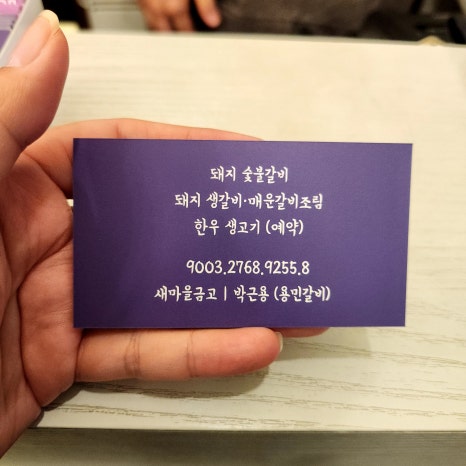 돼지 숯불갈비
돼지 생갈비·매운갈비조림
한우 생고기 (예약)
9003.2768.9255.8
새마을금고 | 박근용 (용민갈비)